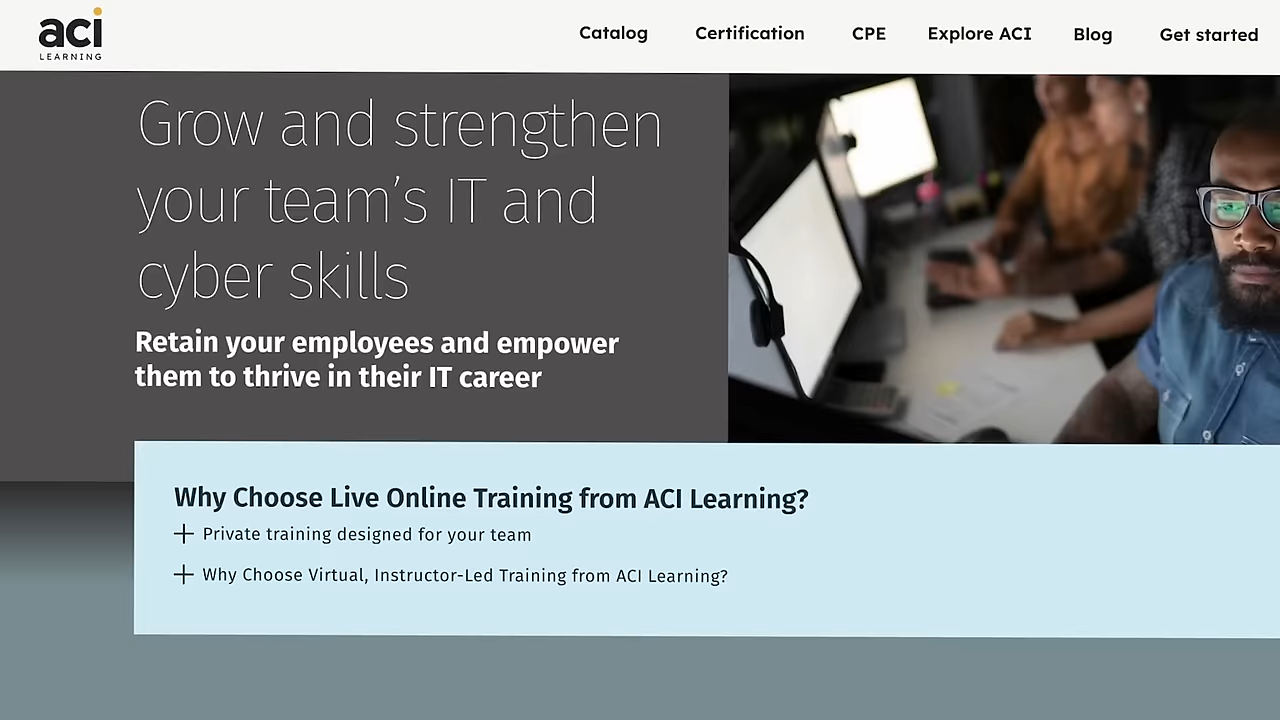 aci
LEARNING
Catalog
Certification
CPE
Explore ACI
Blog
Get started
Grow and strengthen
your team’s IT and
cyber skills
Retain your employees and empower
them to thrive in their IT career
Why Choose Live Online Training from ACI Learning?
Private training designed for your team
Why Choose Virtual, Instructor-Led Training from ACI Learning?